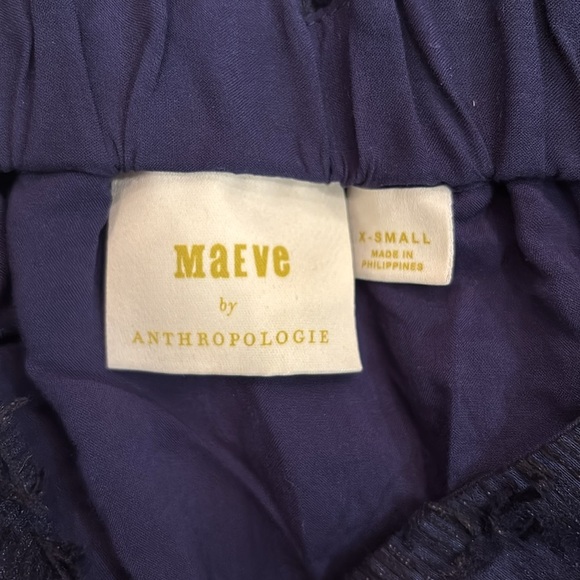 MaEve
by
ANTHROPOLOGIE
X-SMALL
MADE IN
PHILIPPINES